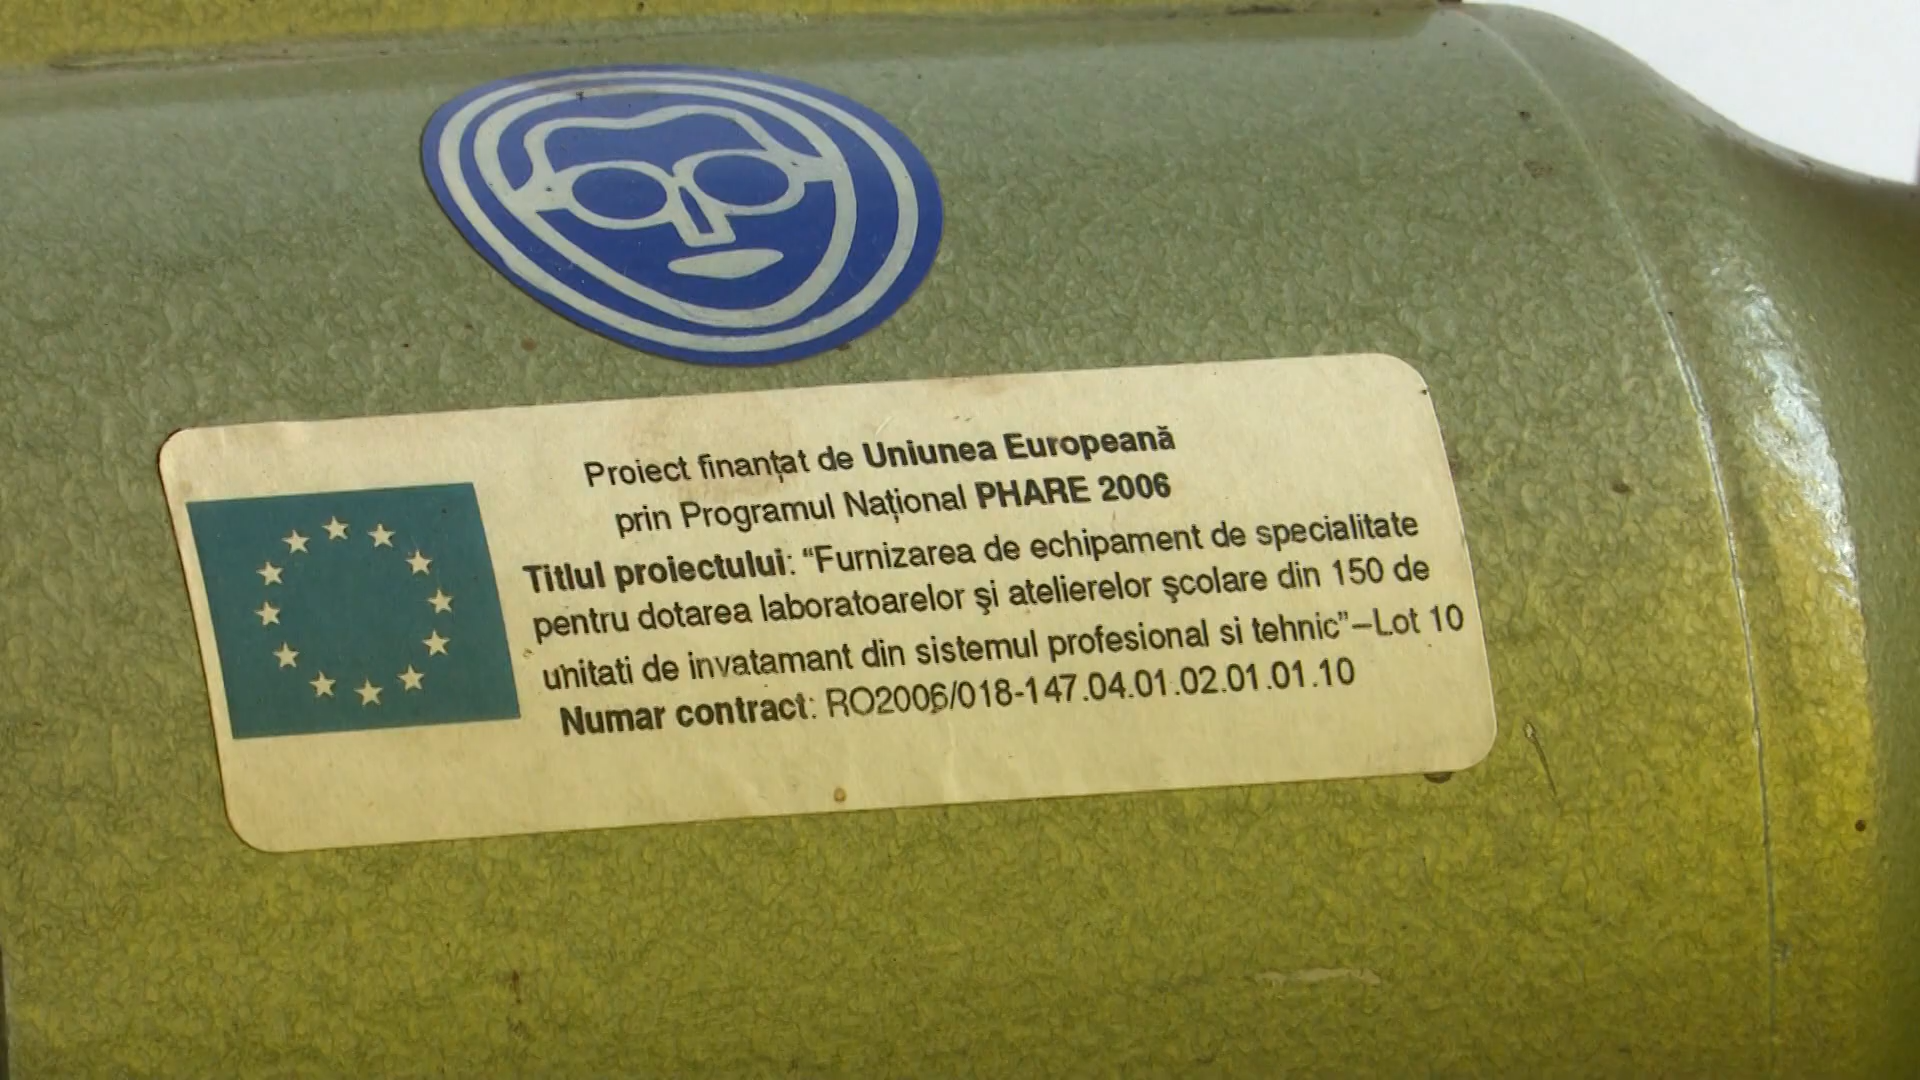 Proiect finanțat de Uniunea Europeană
prin Programul Național PHARE 2006
Titlul proiectului: “Furnizarea de echipament de specialitate
pentru dotarea laboratoarelor și atelierelor școlare din 150 de
unitati de invatamant din sistemul profesional si tehnic”–Lot 10
Numar contract: RO2006/018-147.04.01.02.01.01.10